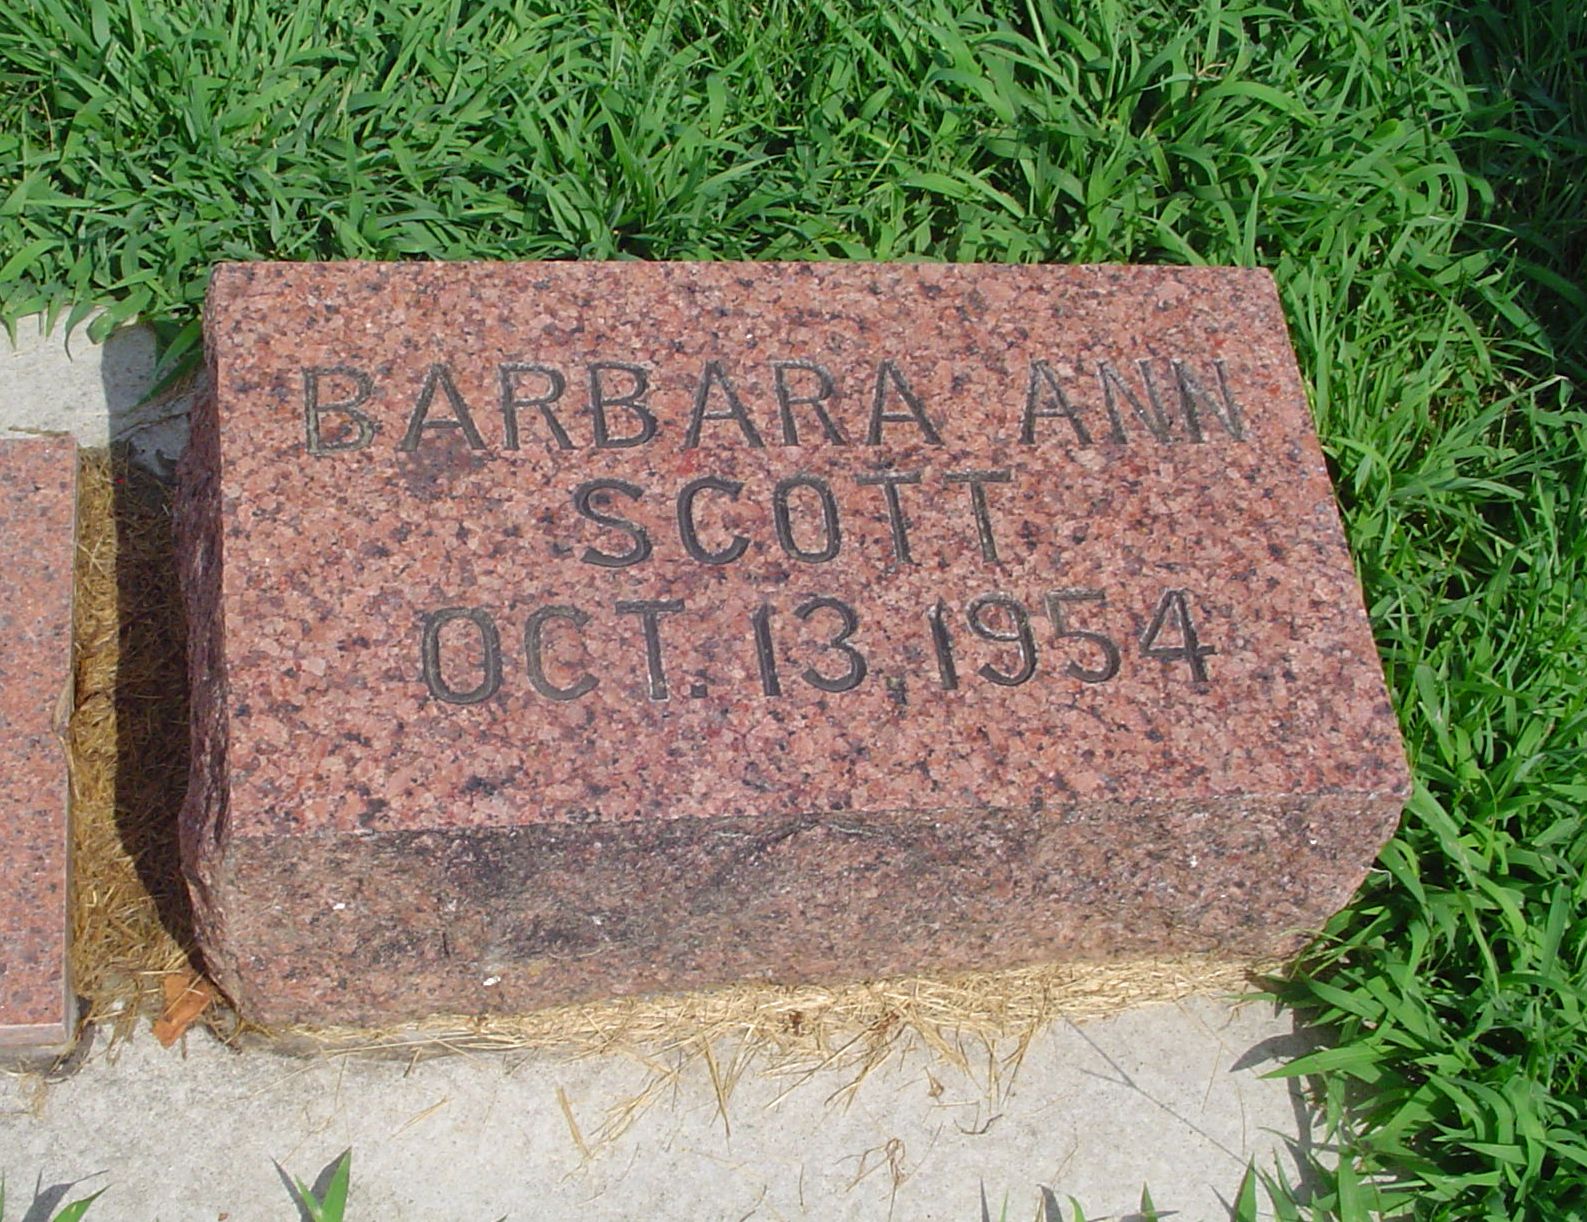 BARBARA ANN
SCOTT
OCT. 13, 1954